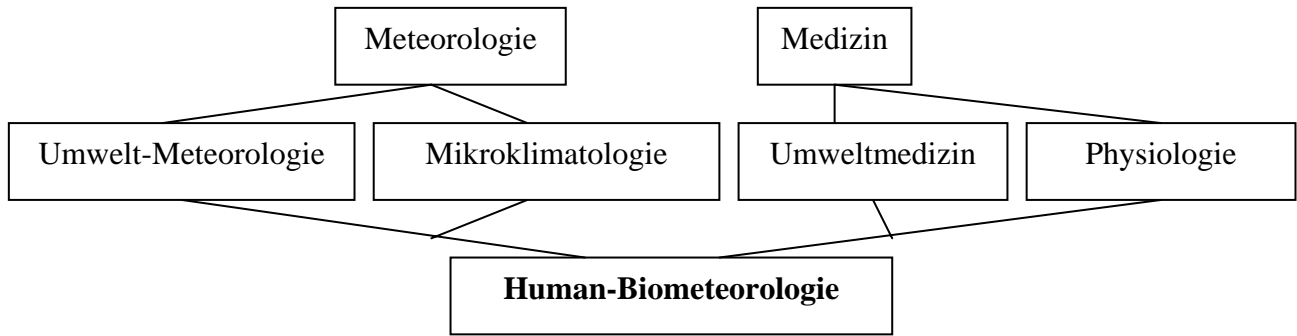 Meteorologie
Medizin
Umwelt-Meteorologie
Mikroklimatologie
Umweltmedizin
Physiologie
Human-Biometeorologie